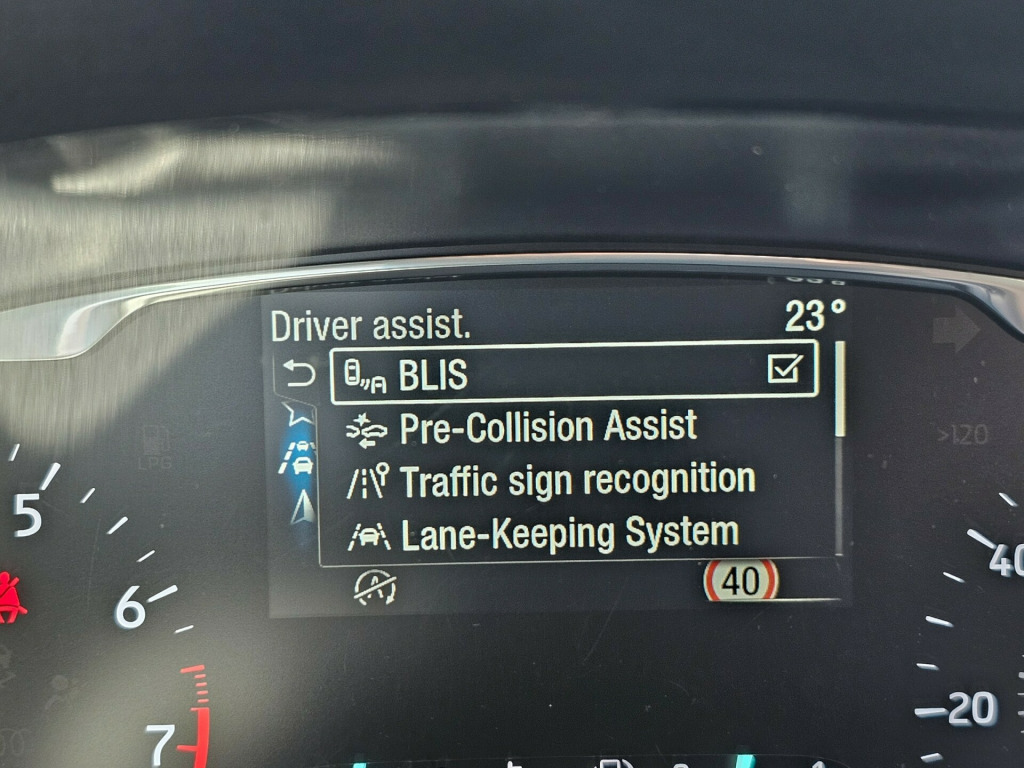 Driver assist.
23°
BLIS
Pre-Collision Assist
Traffic sign recognition
Lane-Keeping System
40
LPG
>120
5
6
7
40
20